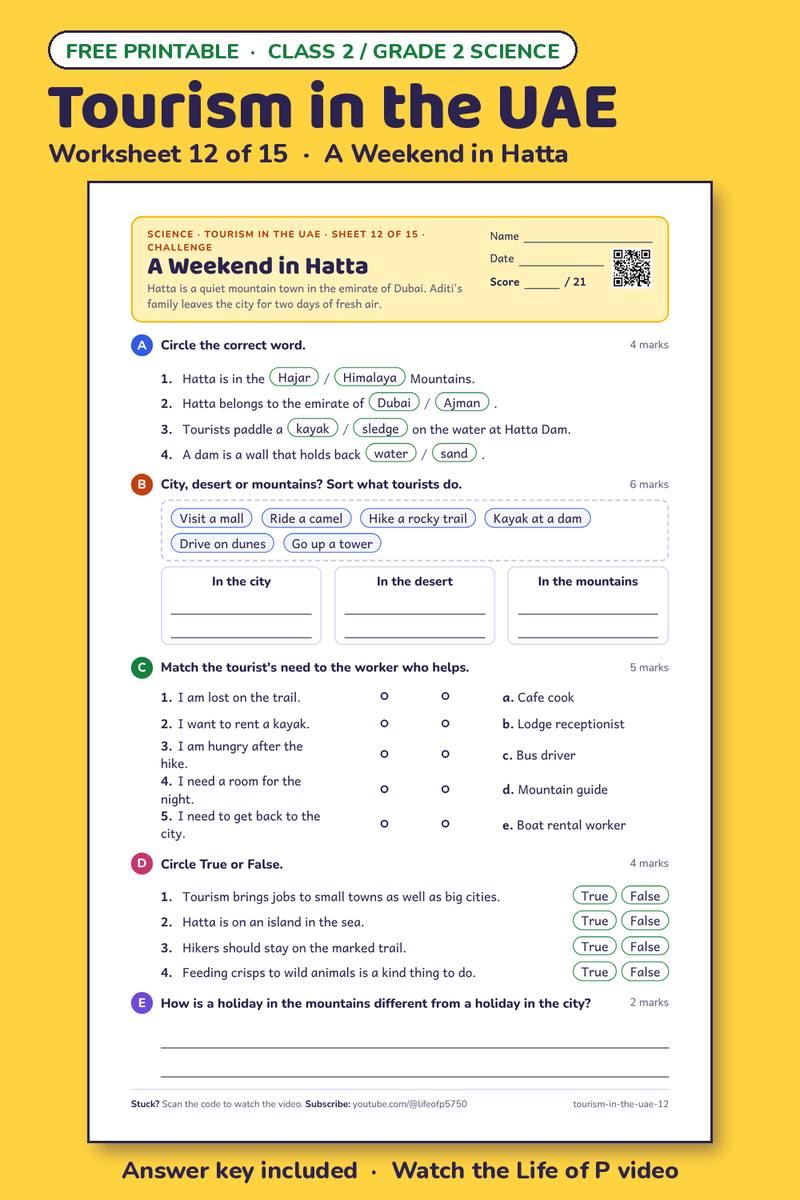 FREE PRINTABLE · CLASS 2 / GRADE 2 SCIENCE
Tourism in the UAE
Worksheet 12 of 15 · A Weekend in Hatta
SCIENCE · TOURISM IN THE UAE · SHEET 12 OF 15 ·
CHALLENGE
A Weekend in Hatta
Hatta is a quiet mountain town in the emirate of Dubai. Aditi's
family leaves the city for two days of fresh air.
Name
Date
Score / 21
A Circle the correct word. 4 marks
1. Hatta is in the Hajar / Himalaya Mountains.
2. Hatta belongs to the emirate of Dubai / Ajman .
3. Tourists paddle a kayak / sledge on the water at Hatta Dam.
4. A dam is a wall that holds back water / sand .
B City, desert or mountains? Sort what tourists do. 6 marks
Visit a mall Ride a camel Hike a rocky trail Kayak at a dam
Drive on dunes Go up a tower
In the city In the desert In the mountains
C Match the tourist's need to the worker who helps. 5 marks
1. I am lost on the trail. a. Cafe cook
2. I want to rent a kayak. b. Lodge receptionist
3. I am hungry after the
hike. c. Bus driver
4. I need a room for the
night. d. Mountain guide
5. I need to get back to the
city. e. Boat rental worker
D Circle True or False. 4 marks
1. Tourism brings jobs to small towns as well as big cities. True False
2. Hatta is on an island in the sea. True False
3. Hikers should stay on the marked trail. True False
4. Feeding crisps to wild animals is a kind thing to do. True False
E How is a holiday in the mountains different from a holiday in the city? 2 marks
Stuck? Scan the code to watch the video. Subscribe: youtube.com/@lifeofp5750 tourism-in-the-uae-12
Answer key included · Watch the Life of P video